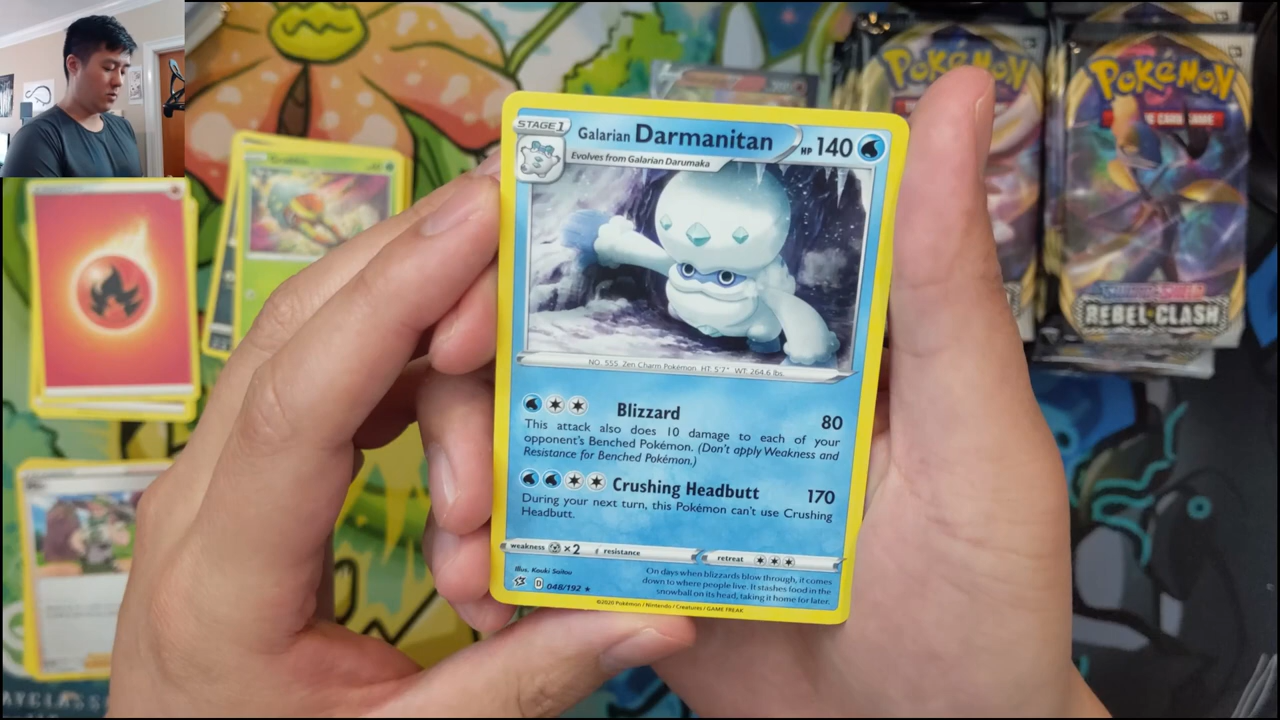 STAGE 1
Galarian Darmanitan HP 140
Evolves from Galarian Darumaka
NO. 555 Zen Charm Pokémon HT: 5'7" WT: 264.6 lbs.
Blizzard 80
This attack also does 10 damage to each of your
opponent's Benched Pokémon. (Don't apply Weakness and
Resistance for Benched Pokémon.)
Crushing Headbutt 170
During your next turn, this Pokémon can't use Crushing
Headbutt.
weakness ×2 resistance retreat
Illus. Kouki Saitou
D 048/192 ★
On days when blizzards blow through, it comes
down to where people live. It stashes food in the
snowball on its head, taking it home for later.
©2020 Pokémon / Nintendo / Creatures / GAME FREAK
POKéMON
POKéMON
REBEL CLASH